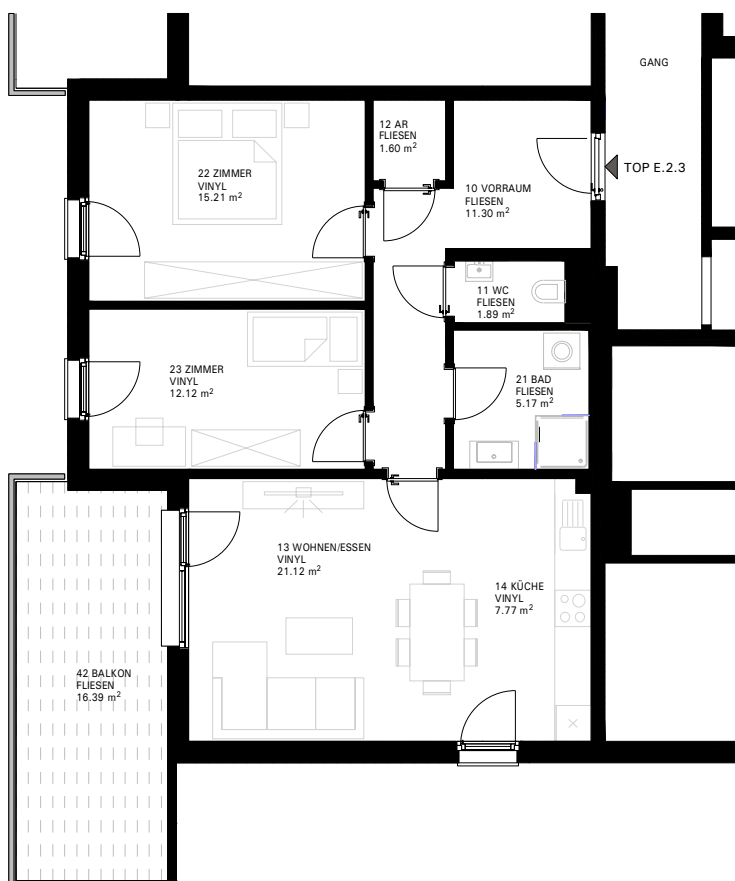 GANG
TOP E.2.3
12 AR
FLIESEN
1.60 m²
22 ZIMMER
VINYL
15.21 m²
10 VORRAUM
FLIESEN
11.30 m²
11 WC
FLIESEN
1.89 m²
23 ZIMMER
VINYL
12.12 m²
21 BAD
FLIESEN
5.17 m²
13 WOHNEN/ESSEN
VINYL
21.12 m²
14 KÜCHE
VINYL
7.77 m²
42 BALKON
FLIESEN
16.39 m²